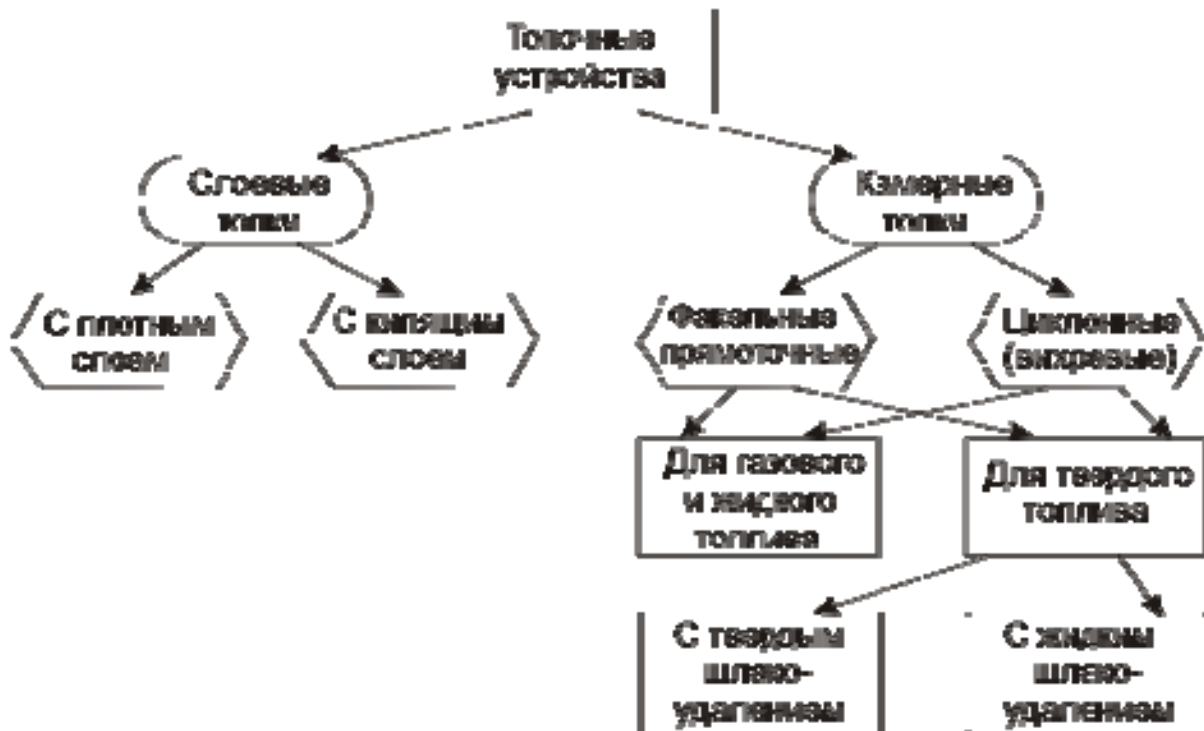 Топочные
устройства
Слоевые
топки
Камерные
топки
С плотным
слоем
С кипящим
слоем
Факельные
прямоточные
Циклонные
(вихревые)
Для газового
и жидкого
топлива
Для твердого
топлива
С твердым
шлако-
удалением
С жидким
шлако-
удалением